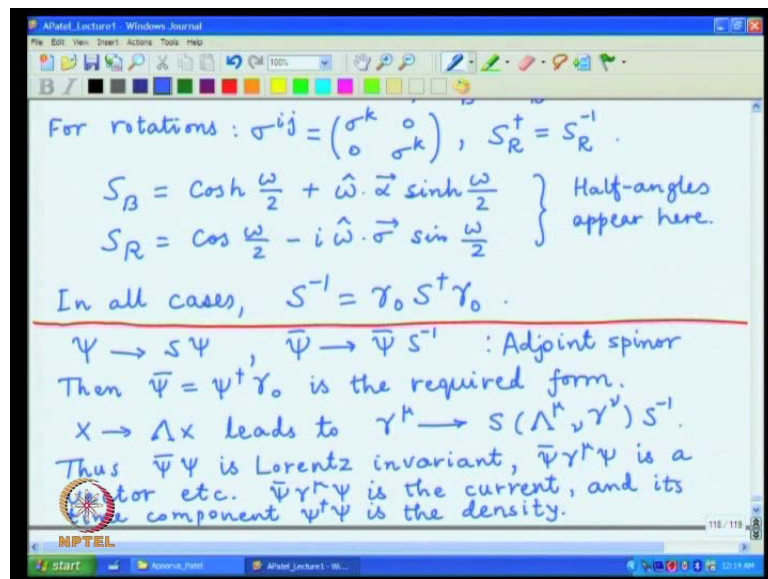 APatel_Lecture1 - Windows Journal
File Edit View Insert Actions Tools Help
100%
B I
For rotations : σ^{ij} = (σ^k 0 ; 0 σ^k) , S_R^† = S_R^{-1} .
S_B = Cosh ω/2 + ω̂·α⃗ sinh ω/2 } Half-angles
S_R = Cos ω/2 - i ω̂·σ⃗ sin ω/2 appear here.
In all cases, S^{-1} = γ_0 S^† γ_0 .
Ψ → SΨ , Ψ̄ → Ψ̄ S^{-1} : Adjoint spinor
Then Ψ̄ = Ψ^† γ_0 is the required form.
X → Λx leads to γ^μ → S(Λ^μ_ν γ^ν) S^{-1}.
Thus Ψ̄Ψ is Lorentz invariant, Ψ̄γ^μΨ is a
vector etc. Ψ̄γ^μΨ is the current, and its
time component Ψ^†Ψ is the density.
NPTEL
118 / 119
start
Apoorva_Patel
APatel_Lecture1 - Wi...
12:19 AM